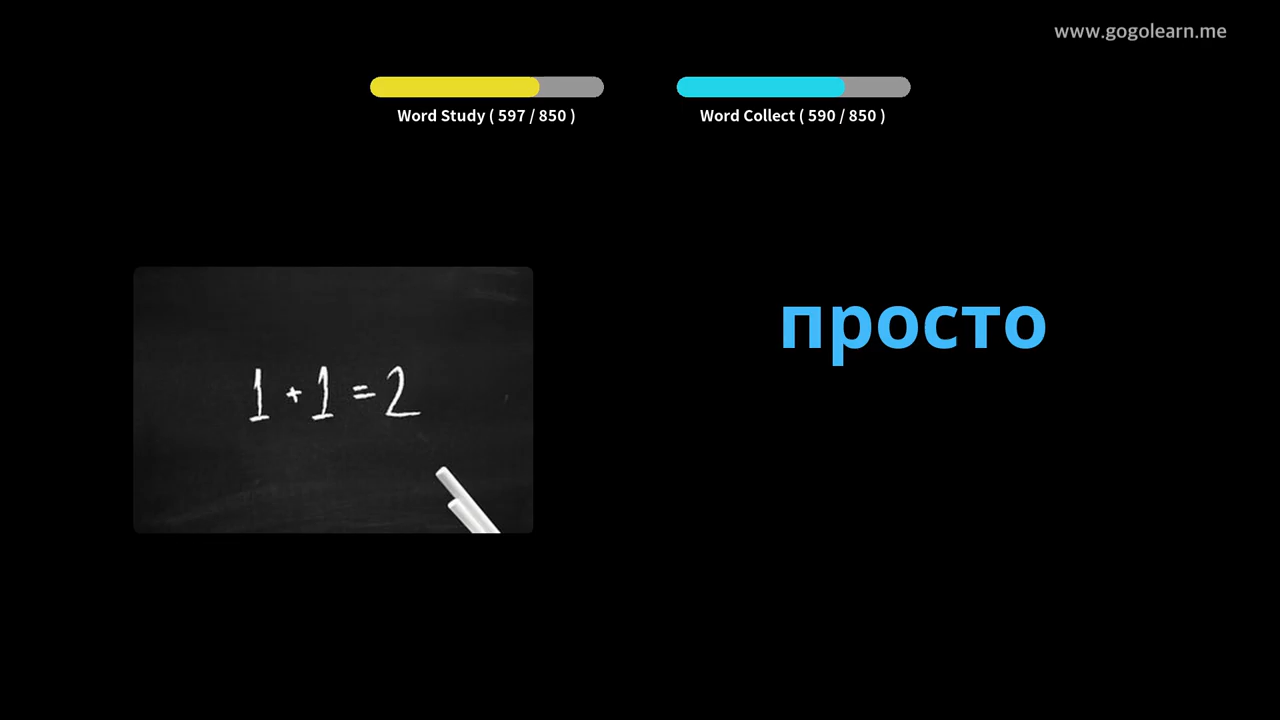 www.gogolearn.me
Word Study ( 597 / 850 )
Word Collect ( 590 / 850 )
просто
1 + 1 = 2